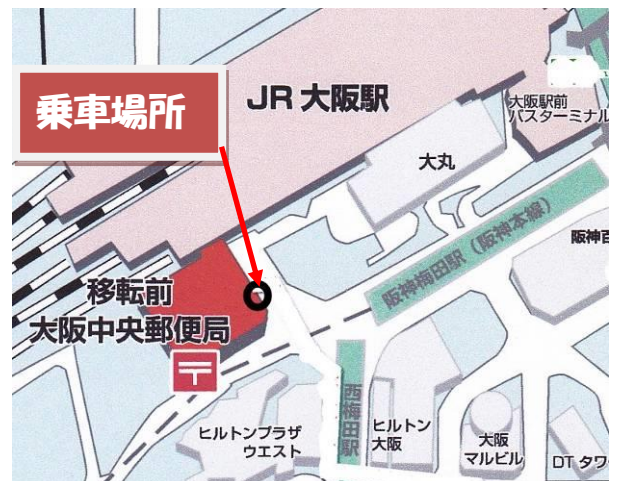 乗車場所
JR 大阪駅
大阪駅前
バスターミナル
大丸
阪神梅田駅(阪神本線)
阪神百
移転前
大阪中央郵便局
〒
西梅田駅
ヒルトンプラザ
ウエスト
ヒルトン
大阪
大阪
マルビル
DT タワ